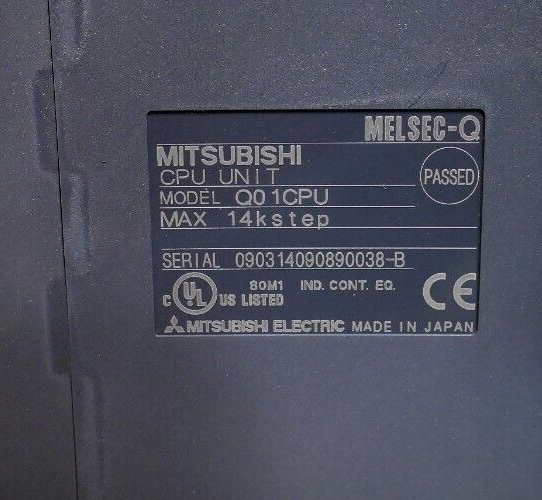 MELSEC-Q
MITSUBISHI
CPU UNIT
PASSED
MODEL Q01CPU
MAX 14kstep
SERIAL 090314090890038-B
80M1 IND. CONT. EQ.
C UL US LISTED CE
MITSUBISHI ELECTRIC MADE IN JAPAN